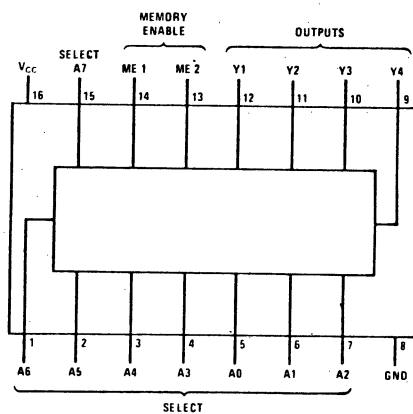 MEMORY
ENABLE
OUTPUTS
SELECT
VCC A7 ME 1 ME 2 Y1 Y2 Y3 Y4
16 15 14 13 12 11 10 9
1 2 3 4 5 6 7 8
A6 A5 A4 A3 A0 A1 A2 GND
SELECT